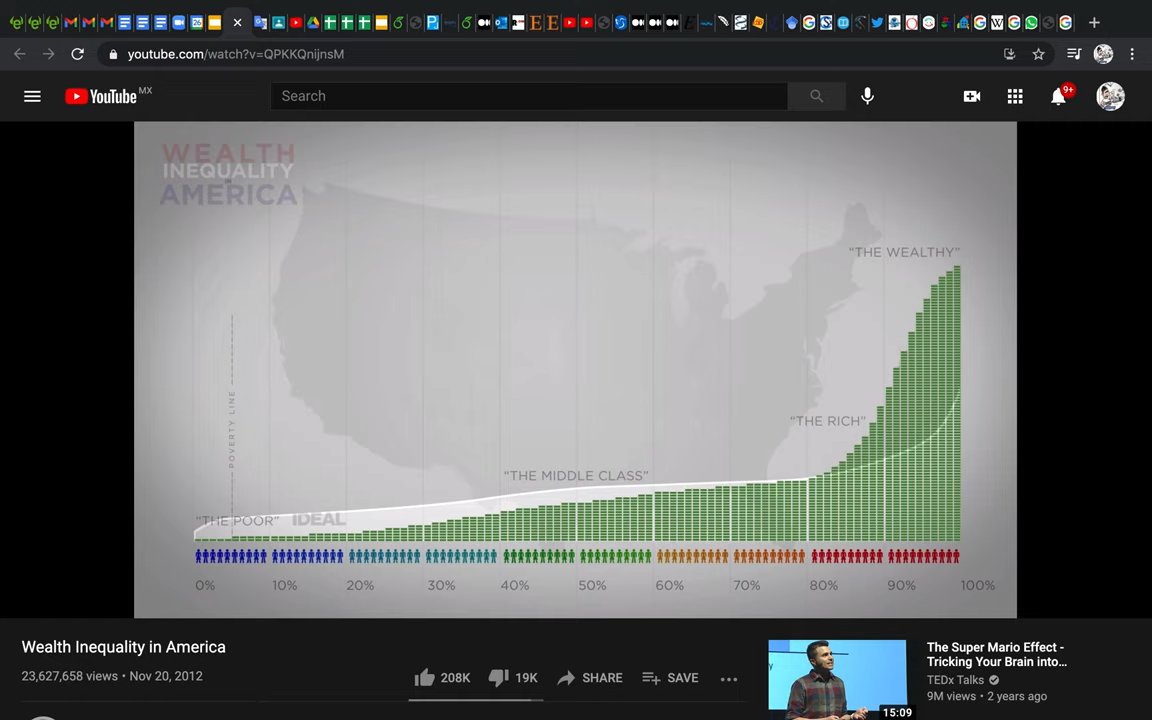 youtube.com/watch?v=QPKKQnijnsM
YouTube MX
Search
9+
WEALTH
INEQUALITY
IN
AMERICA
"THE WEALTHY"
POVERTY LINE
"THE RICH"
"THE MIDDLE CLASS"
"THE POOR" IDEAL
0% 10% 20% 30% 40% 50% 60% 70% 80% 90% 100%
Wealth Inequality in America
23,627,658 views • Nov 20, 2012
208K 19K SHARE SAVE
The Super Mario Effect -
Tricking Your Brain into...
TEDx Talks
9M views • 2 years ago
15:09